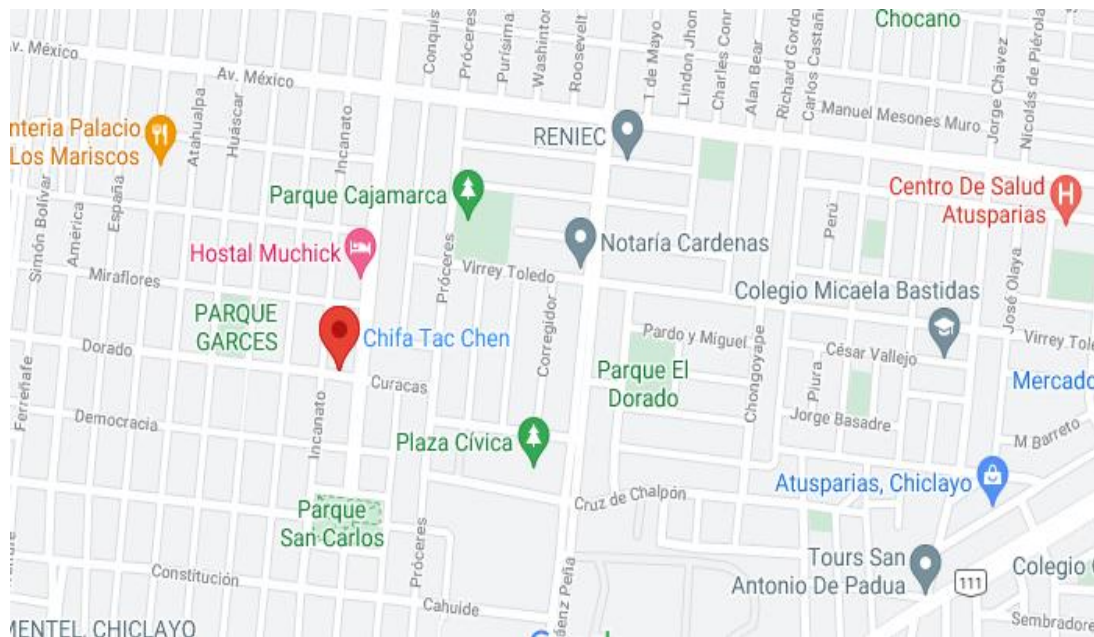 Chocano
Av. México
Av. México
Conquis
Próceres
Purísima
Washinton
Roosevelt
T de Mayo
Lindon Jhon
Charles Conr
Alan Bear
Richard Gordo
Carlos Castañ
Jorge Chávez
Nicolás de Piérola
Manuel Mesones Muro
nteria Palacio
Los Mariscos
Atahualpa
Huáscar
Incanato
RENIEC
Centro De Salud
Atusparias
Parque Cajamarca
Simón Bolívar
América
España
Hostal Muchick
Notaría Cardenas
Perú
Miraflores
Próceres
Virrey Toledo
Colegio Micaela Bastidas
José Olaya
PARQUE
GARCES
Chifa Tac Chen
Corregidor
Pardo y Miguel
César Vallejo
Virrey Tole
Dorado
Curacas
Parque El
Dorado
Chongoyape
Piura
Mercado
Ferreñafe
Democracia
Incanato
Plaza Cívica
Jorge Basadre
M Barreto
Atusparias, Chiclayo
Cruz de Chalpón
Parque
San Carlos
Próceres
Tours San
Antonio De Padua
111
Colegio
Constitución
Cahuide
áenz Peña
Sembradore
MENTEL, CHICLAYO